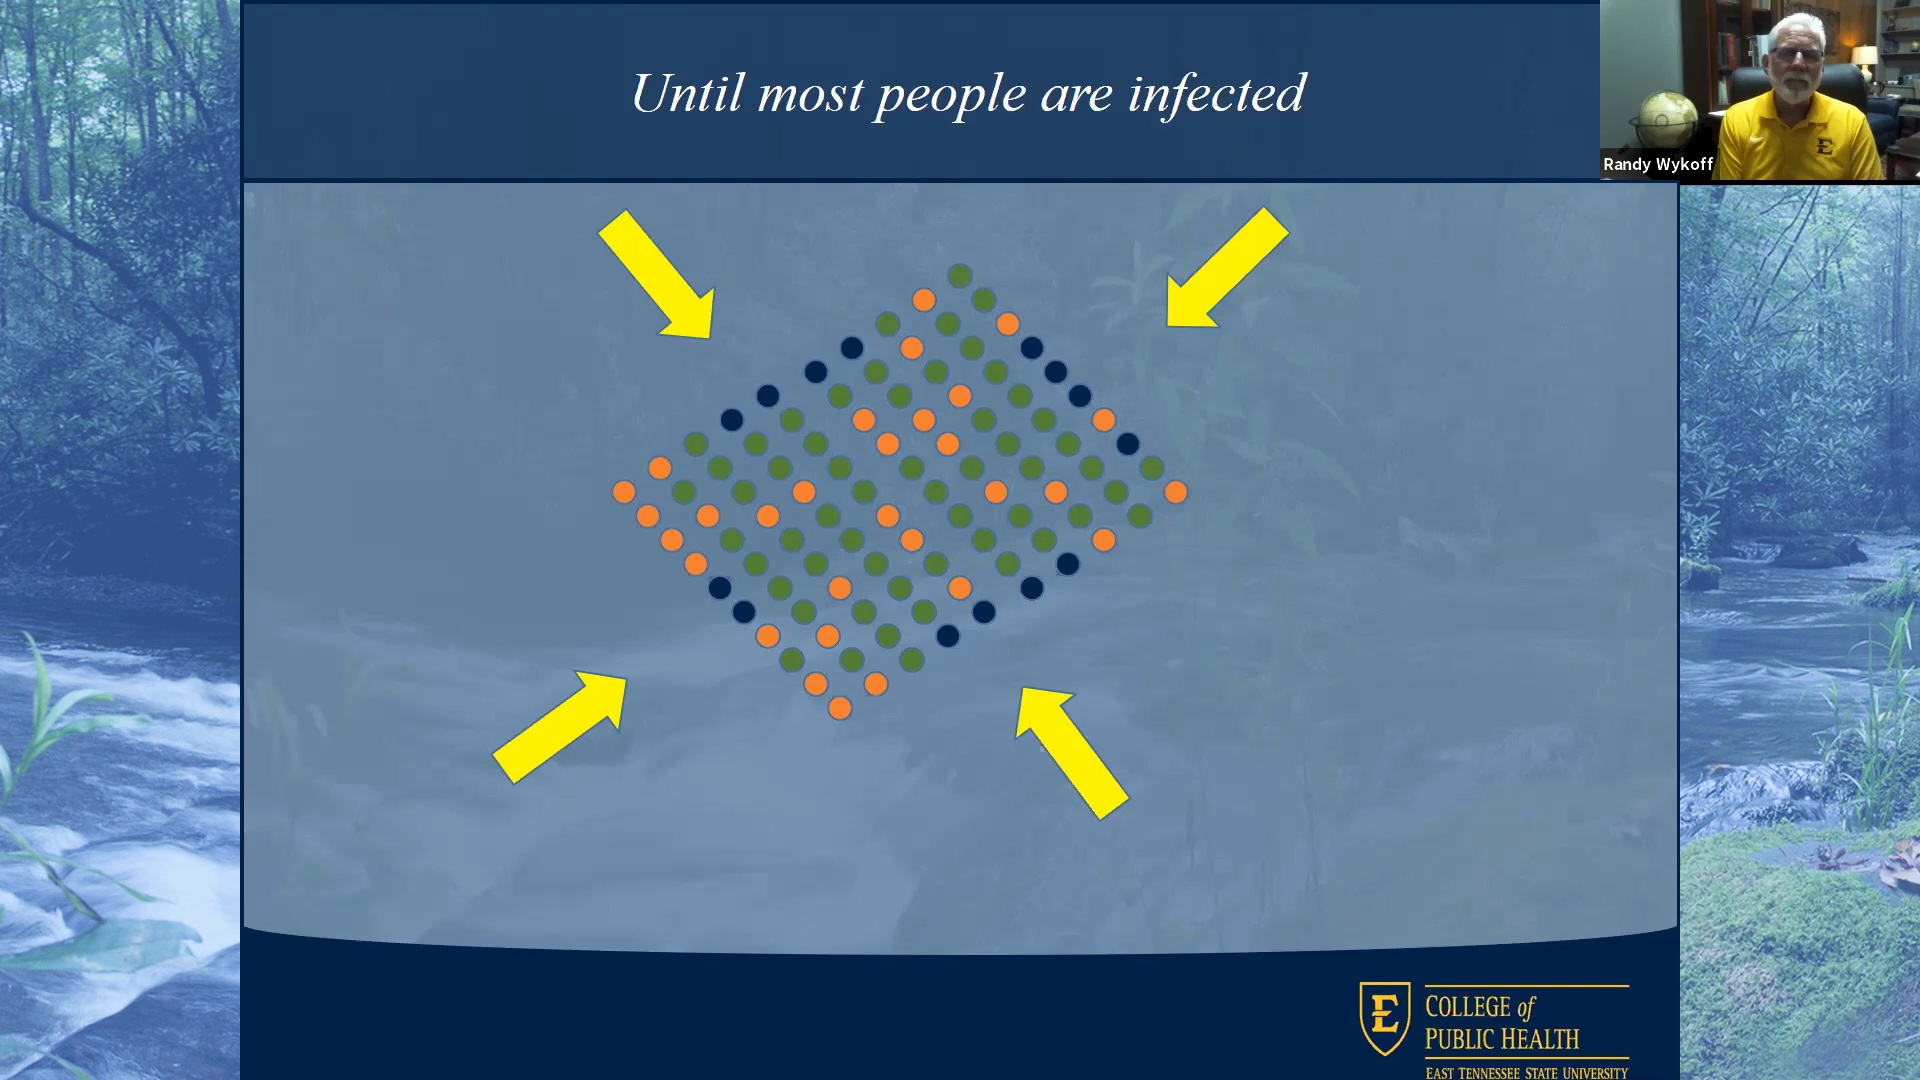 Until most people are infected
Randy Wykoff
E
E
COLLEGE of
PUBLIC HEALTH
EAST TENNESSEE STATE UNIVERSITY